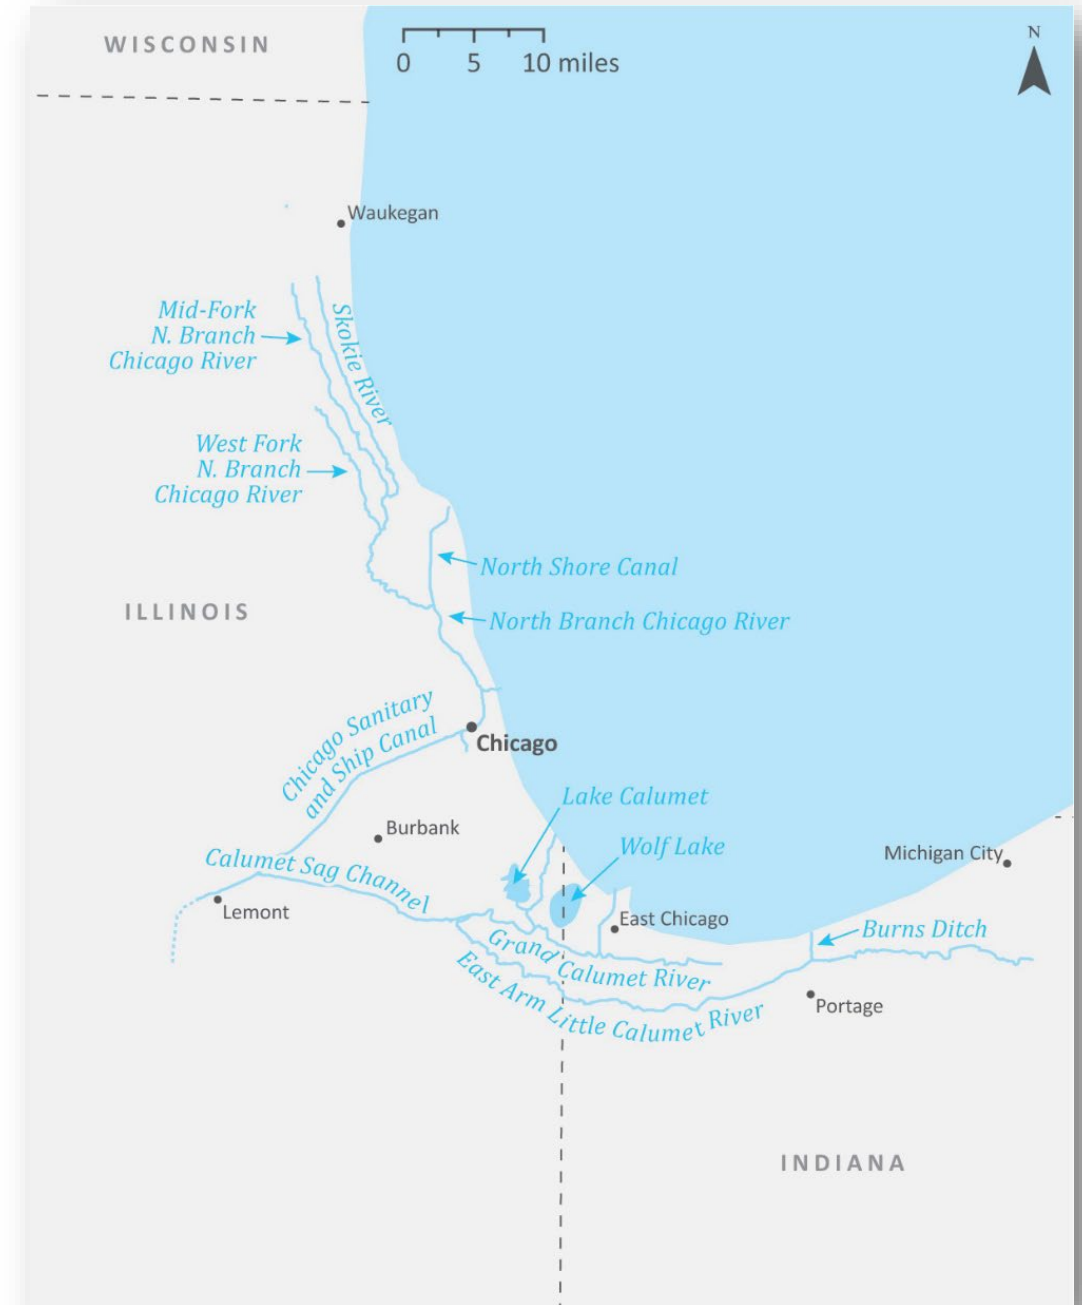 WISCONSIN
0 5 10 miles
N
Waukegan
Mid-Fork
N. Branch
Chicago River
Skokie River
West Fork
N. Branch
Chicago River
North Shore Canal
ILLINOIS
North Branch Chicago River
Chicago Sanitary
and Ship Canal
Chicago
Lake Calumet
Burbank
Wolf Lake
Michigan City
Calumet Sag Channel
Lemont
East Chicago
Burns Ditch
Grand Calumet River
East Arm Little Calumet River
Portage
INDIANA